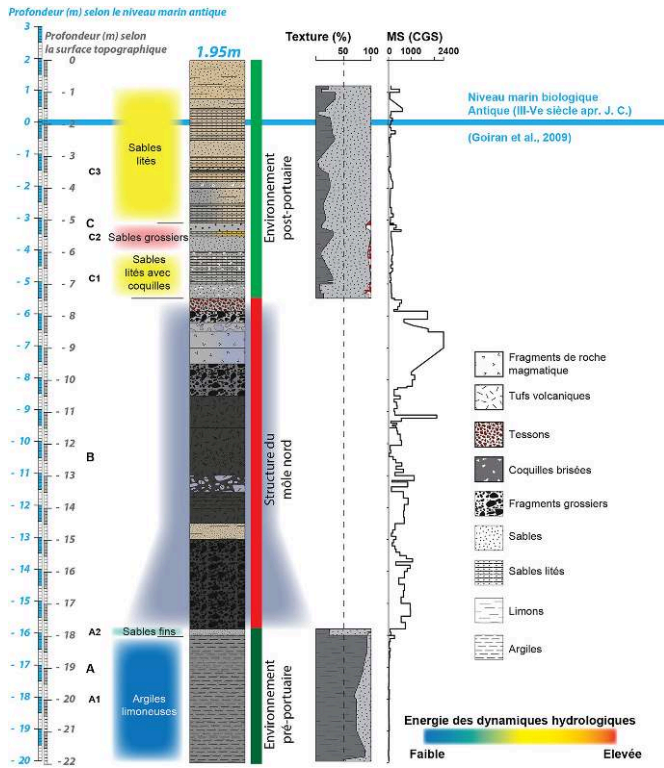 Profondeur (m) selon le niveau marin antique
Profondeur (m) selon
la surface topographique
1.95m
Texture (%)
50
100
MS (CGS)
0
1000
2400
3
2
1
0
- 1
- 2
- 3
- 4
- 5
- 6
- 7
- 8
- 9
- 10
- 11
- 12
- 13
- 14
- 15
- 16
- 17
- 18
- 19
- 20
0
- 1
- 2
- 3
- 4
- 5
- 6
- 7
- 8
- 9
- 10
- 11
- 12
- 13
- 14
- 15
- 16
- 17
- 18
- 19
- 20
- 21
- 22
C3
C
C2
C1
B
A2
A
A1
Sables
lités
Sables grossiers
Sables
lités avec
coquilles
Sables fins
Argiles
limoneuses
Environnement
post-portuaire
Structure du
môle nord
Environnement
pré-portuaire
Niveau marin biologique
Antique (III-Ve siècle apr. J. C.)
(Goiran et al., 2009)
Fragments de roche
magmatique
Tufs volcaniques
Tessons
Coquilles brisées
Fragments grossiers
Sables
Sables lités
Limons
Argiles
Energie des dynamiques hydrologiques
Faible
Elevée